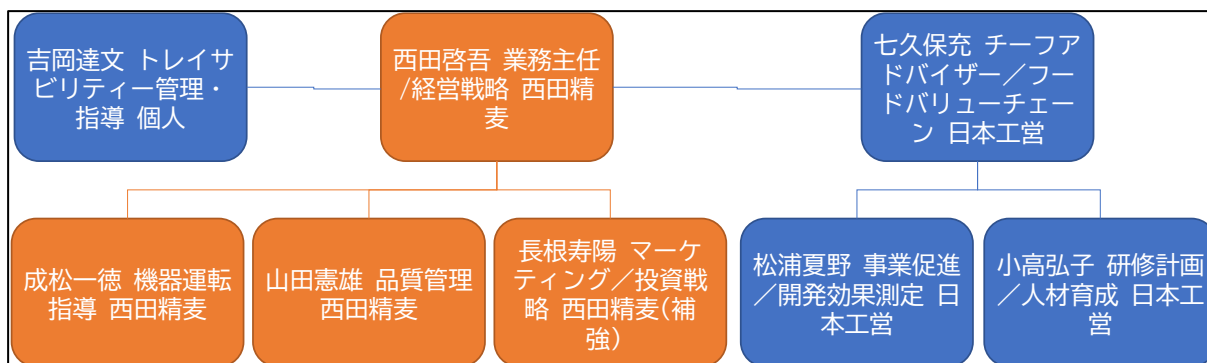 吉岡達文 トレイサ
ビリティー管理・
指導 個人
西田啓吾 業務主任
/経営戦略 西田精
麦
七久保充 チーフア
ドバイザー／フー
ドバリューチェー
ン 日本工営
成松一徳 機器運転
指導 西田精麦
山田憲雄 品質管理
西田精麦
長根寿陽 マーケ
ティング／投資戦
略 西田精麦(補
強)
松浦夏野 事業促進
／開発効果測定 日
本工営
小高弘子 研修計画
／人材育成 日本工
営